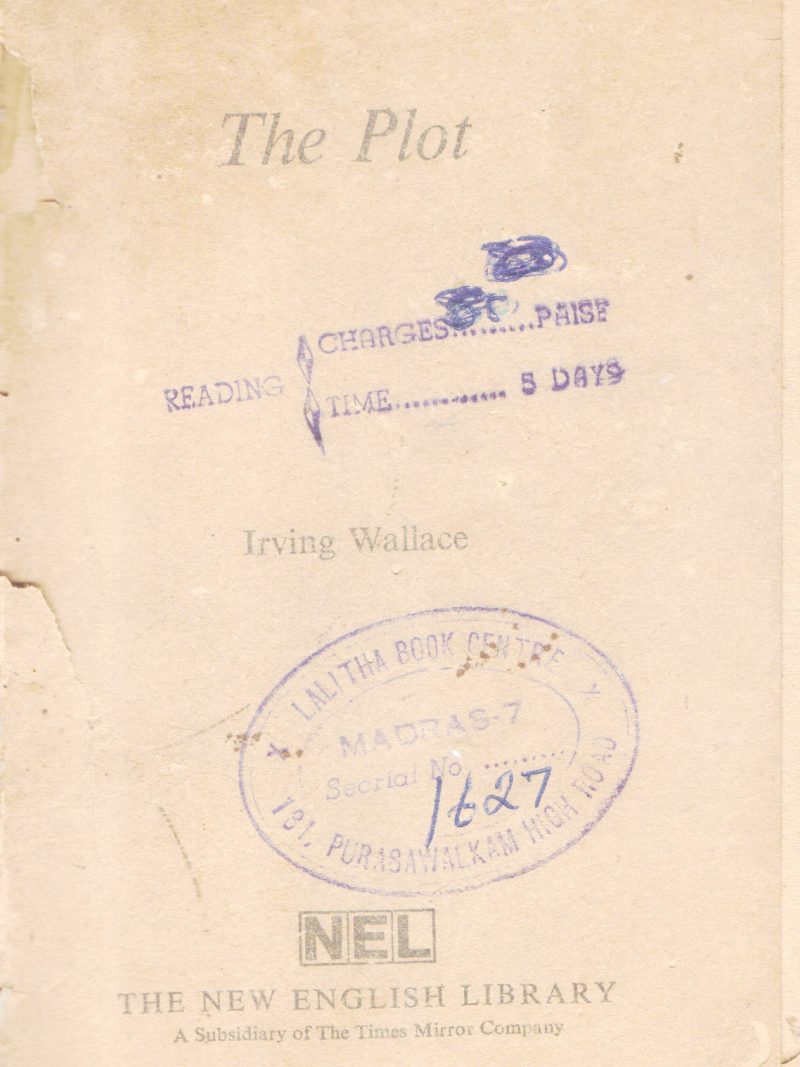 The Plot
CHARGES.........PAISE
READING
TIME............ 5 DAYS
Irving Wallace
LALITHA BOOK CENTRE
MADRAS-7
Secrial No. .........
1627
131, PURASAWALKAM HIGH ROAD
NEL
THE NEW ENGLISH LIBRARY
A Subsidiary of The Times Mirror Company